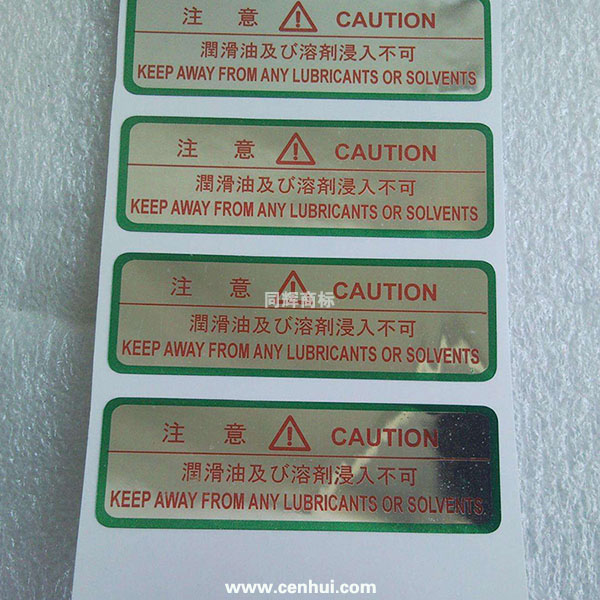 注 意 CAUTION
潤滑油及び溶剤浸入不可
KEEP AWAY FROM ANY LUBRICANTS OR SOLVENTS
注 意 CAUTION
潤滑油及び溶剤浸入不可
KEEP AWAY FROM ANY LUBRICANTS OR SOLVENTS
注 意 CAUTION
同辉商标
潤滑油及び溶剤浸入不可
KEEP AWAY FROM ANY LUBRICANTS OR SOLVENTS
注 意 CAUTION
潤滑油及び溶剤浸入不可
KEEP AWAY FROM ANY LUBRICANTS OR SOLVENTS.
www.cenhui.com